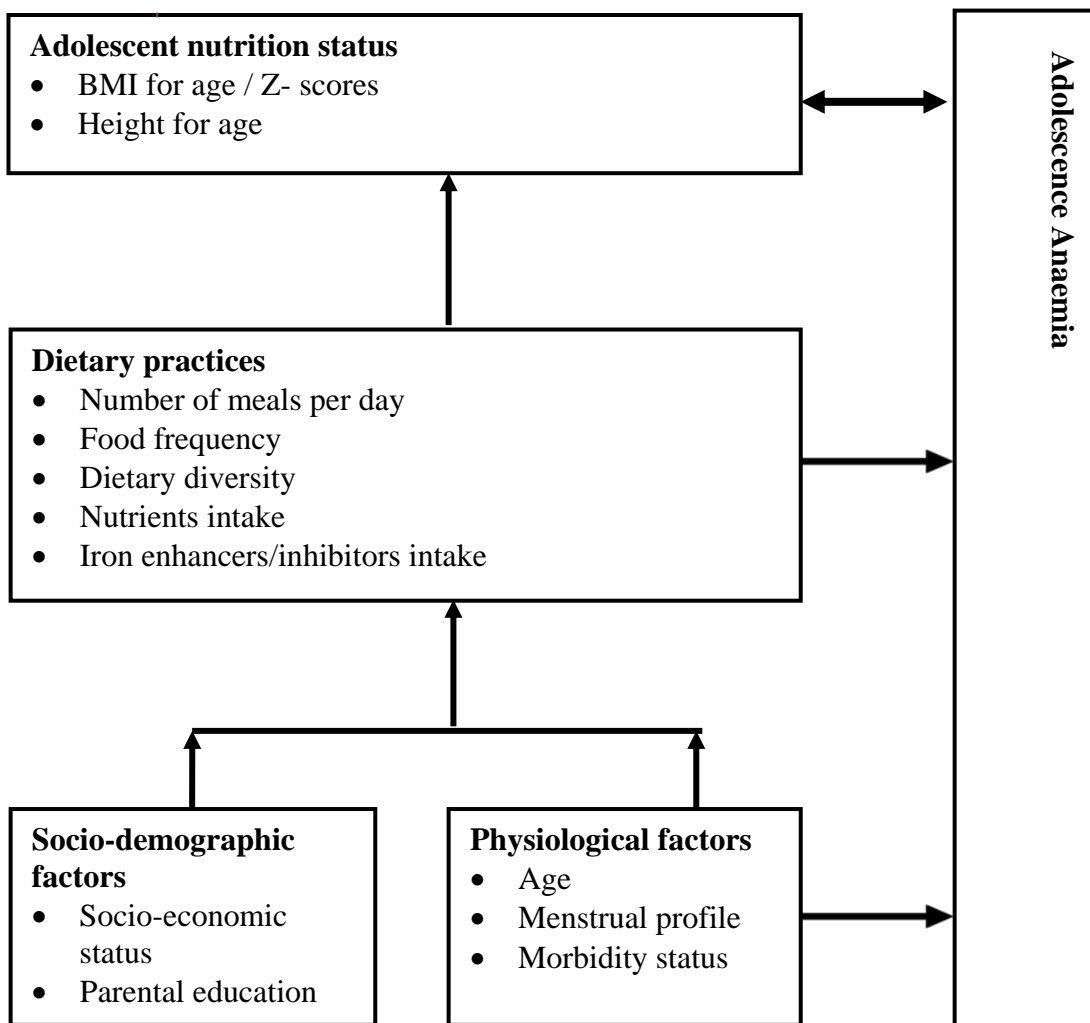 Adolescent nutrition status
• BMI for age / Z- scores
• Height for age
Adolescence Anaemia
Dietary practices
• Number of meals per day
• Food frequency
• Dietary diversity
• Nutrients intake
• Iron enhancers/inhibitors intake
Socio-demographic
factors
• Socio-economic
status
• Parental education
Physiological factors
• Age
• Menstrual profile
• Morbidity status